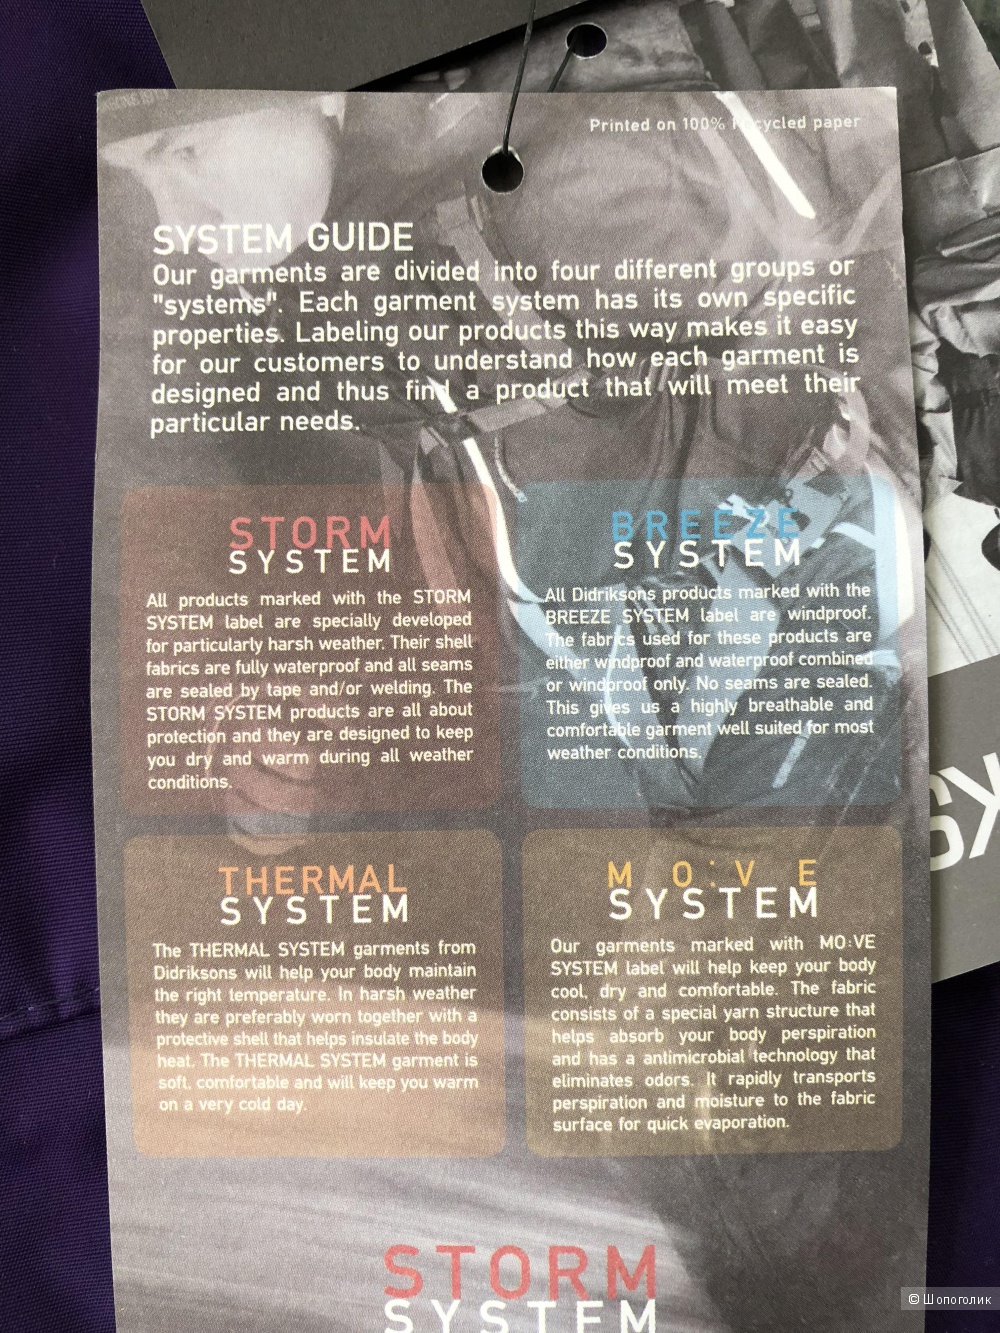 Printed on 100% recycled paper
SYSTEM GUIDE
Our garments are divided into four different groups or
"systems". Each garment system has its own specific
properties. Labeling our products this way makes it easy
for our customers to understand how each garment is
designed and thus find a product that will meet their
particular needs.
STORM
SYSTEM
All products marked with the STORM
SYSTEM label are specially developed
for particularly harsh weather. Their shell
fabrics are fully waterproof and all seams
are sealed by tape and/or welding. The
STORM SYSTEM products are all about
protection and they are designed to keep
you dry and warm during all weather
conditions.
BREEZE
SYSTEM
All Didriksons products marked with the
BREEZE SYSTEM label are windproof.
The fabrics used for these products are
either windproof and waterproof combined
or windproof only. No seams are sealed.
This gives us a highly breathable and
comfortable garment well suited for most
weather conditions.
THERMAL
SYSTEM
The THERMAL SYSTEM garments from
Didriksons will help your body maintain
the right temperature. In harsh weather
they are preferably worn together with a
protective shell that helps insulate the body
heat. The THERMAL SYSTEM garment is
soft, comfortable and will keep you warm
on a very cold day.
MO:VE
SYSTEM
Our garments marked with MO:VE
SYSTEM label will help keep your body
cool, dry and comfortable. The fabric
consists of a special yarn structure that
helps absorb your body perspiration
and has a antimicrobial technology that
eliminates odors. It rapidly transports
perspiration and moisture to the fabric
surface for quick evaporation.
STORM
SYSTEM
© Шопоголик